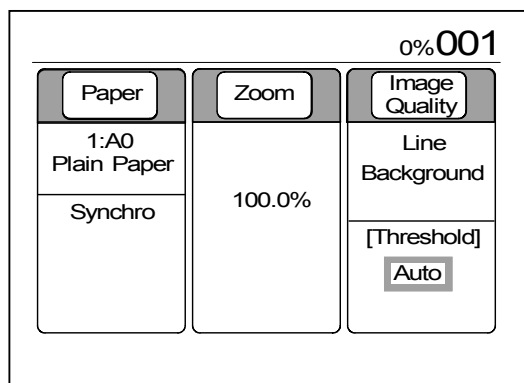 0%001
Paper
1:A0
Plain Paper
Synchro
Zoom
100.0%
Image
Quality
Line
Background
[Threshold]
Auto